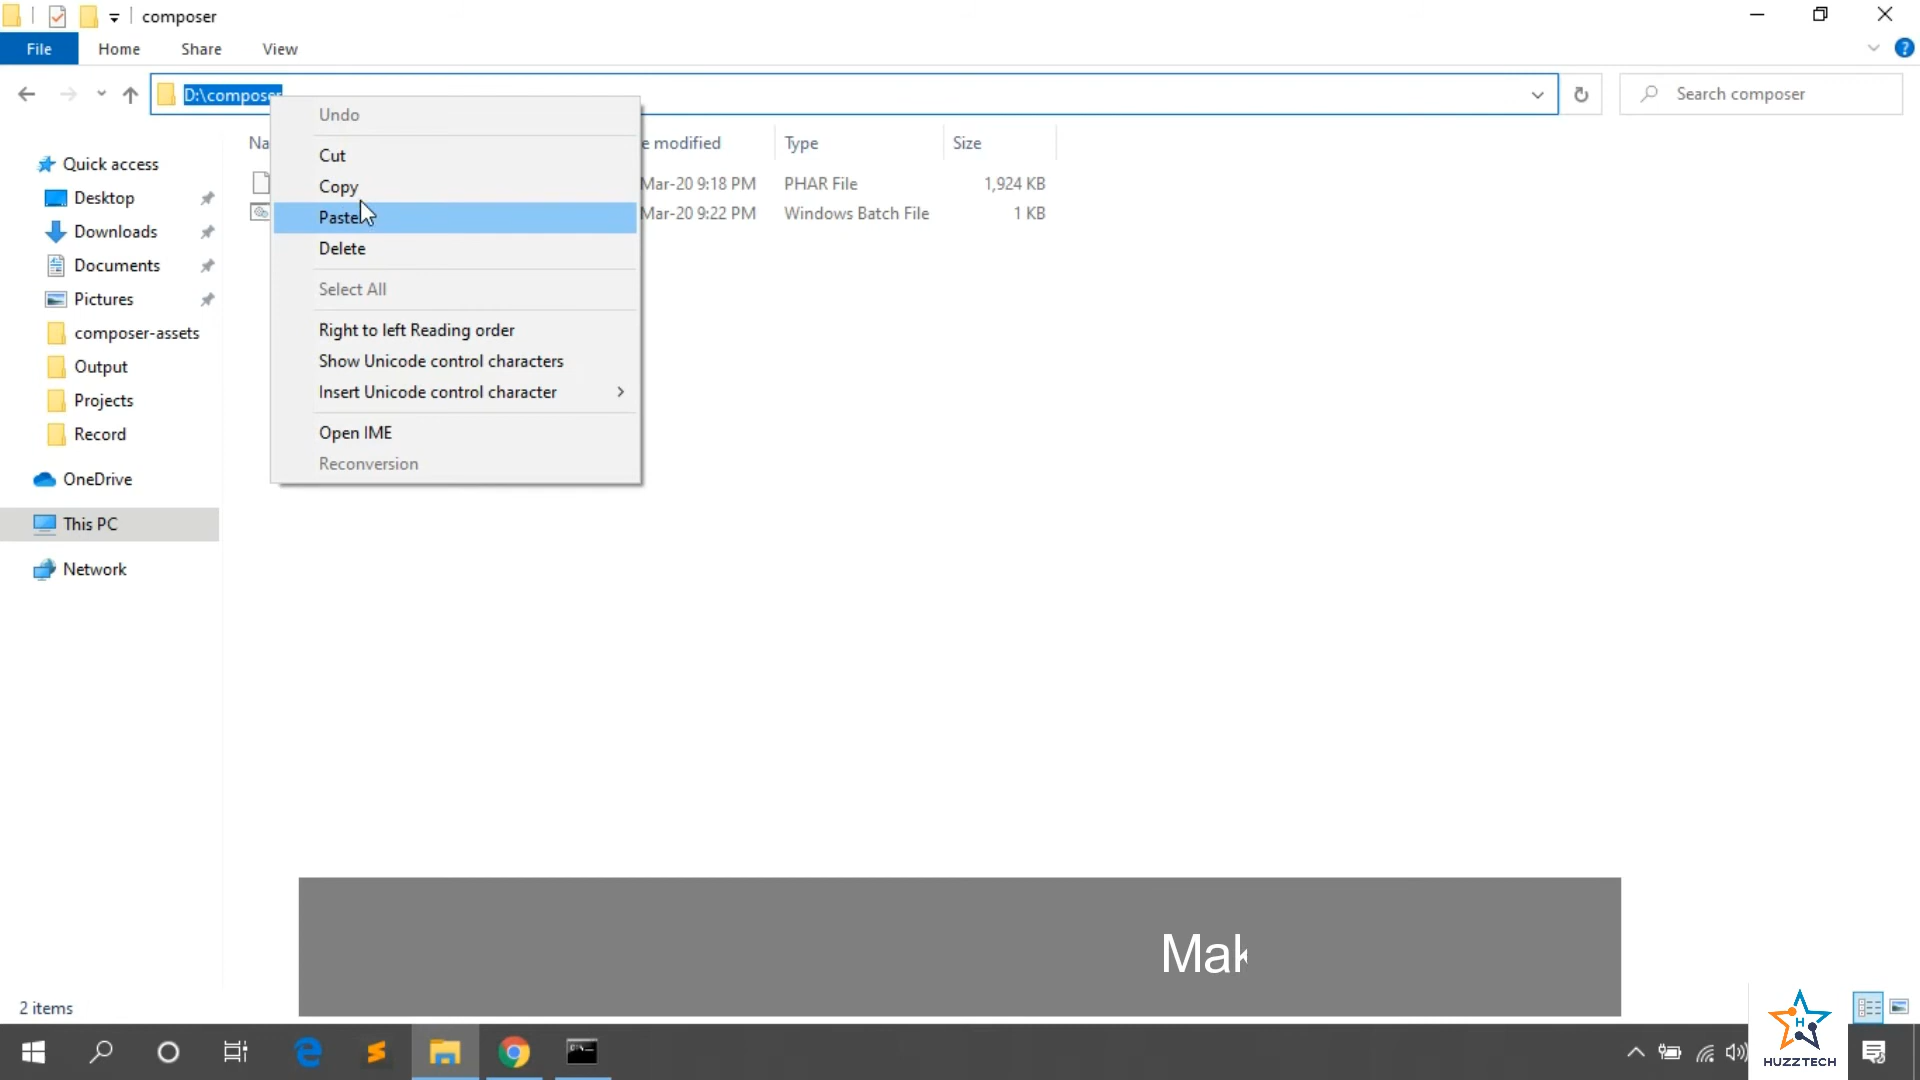 composer
File Home Share View
D:\composer
Search composer
Undo
Cut
Copy
Paste
Delete
Select All
Right to left Reading order
Show Unicode control characters
Insert Unicode control character
Open IME
Reconversion
Na
e modified Type Size
Mar-20 9:18 PM PHAR File 1,924 KB
Mar-20 9:22 PM Windows Batch File 1 KB
Quick access
Desktop
Downloads
Documents
Pictures
composer-assets
Output
Projects
Record
OneDrive
This PC
Network
Mak
2 items
H
HUZZTECH